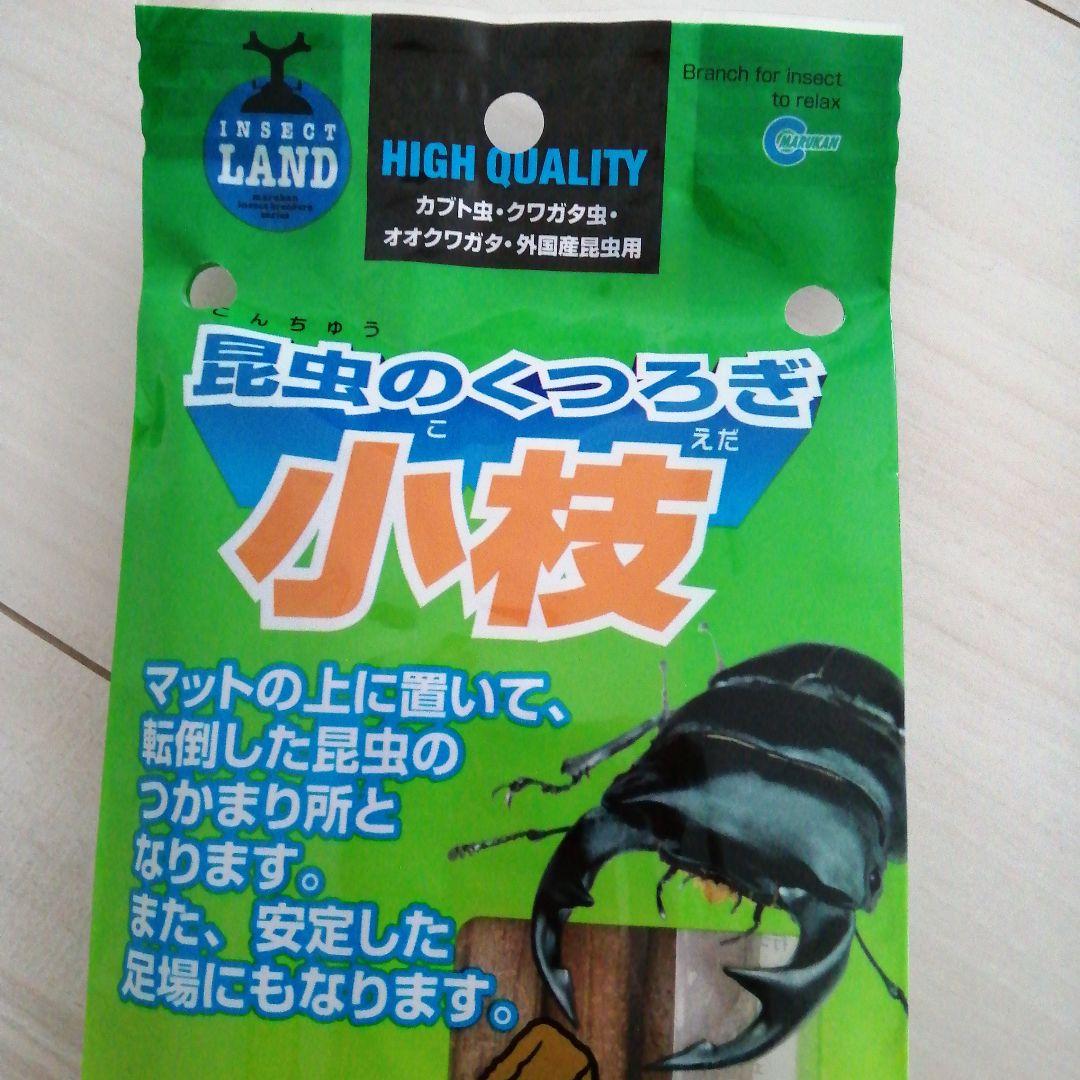 INSECT
LAND
marukan
insect breeders
series
HIGH QUALITY
カブト虫・クワガタ虫・
オオクワガタ・外国産昆虫用
Branch for insect
to relax
MARUKAN
こんちゅう
昆虫のくつろぎ
こ えだ
小枝
マットの上に置いて、
転倒した昆虫の
つかまり所と
なります。
また、安定した
足場にもなります。